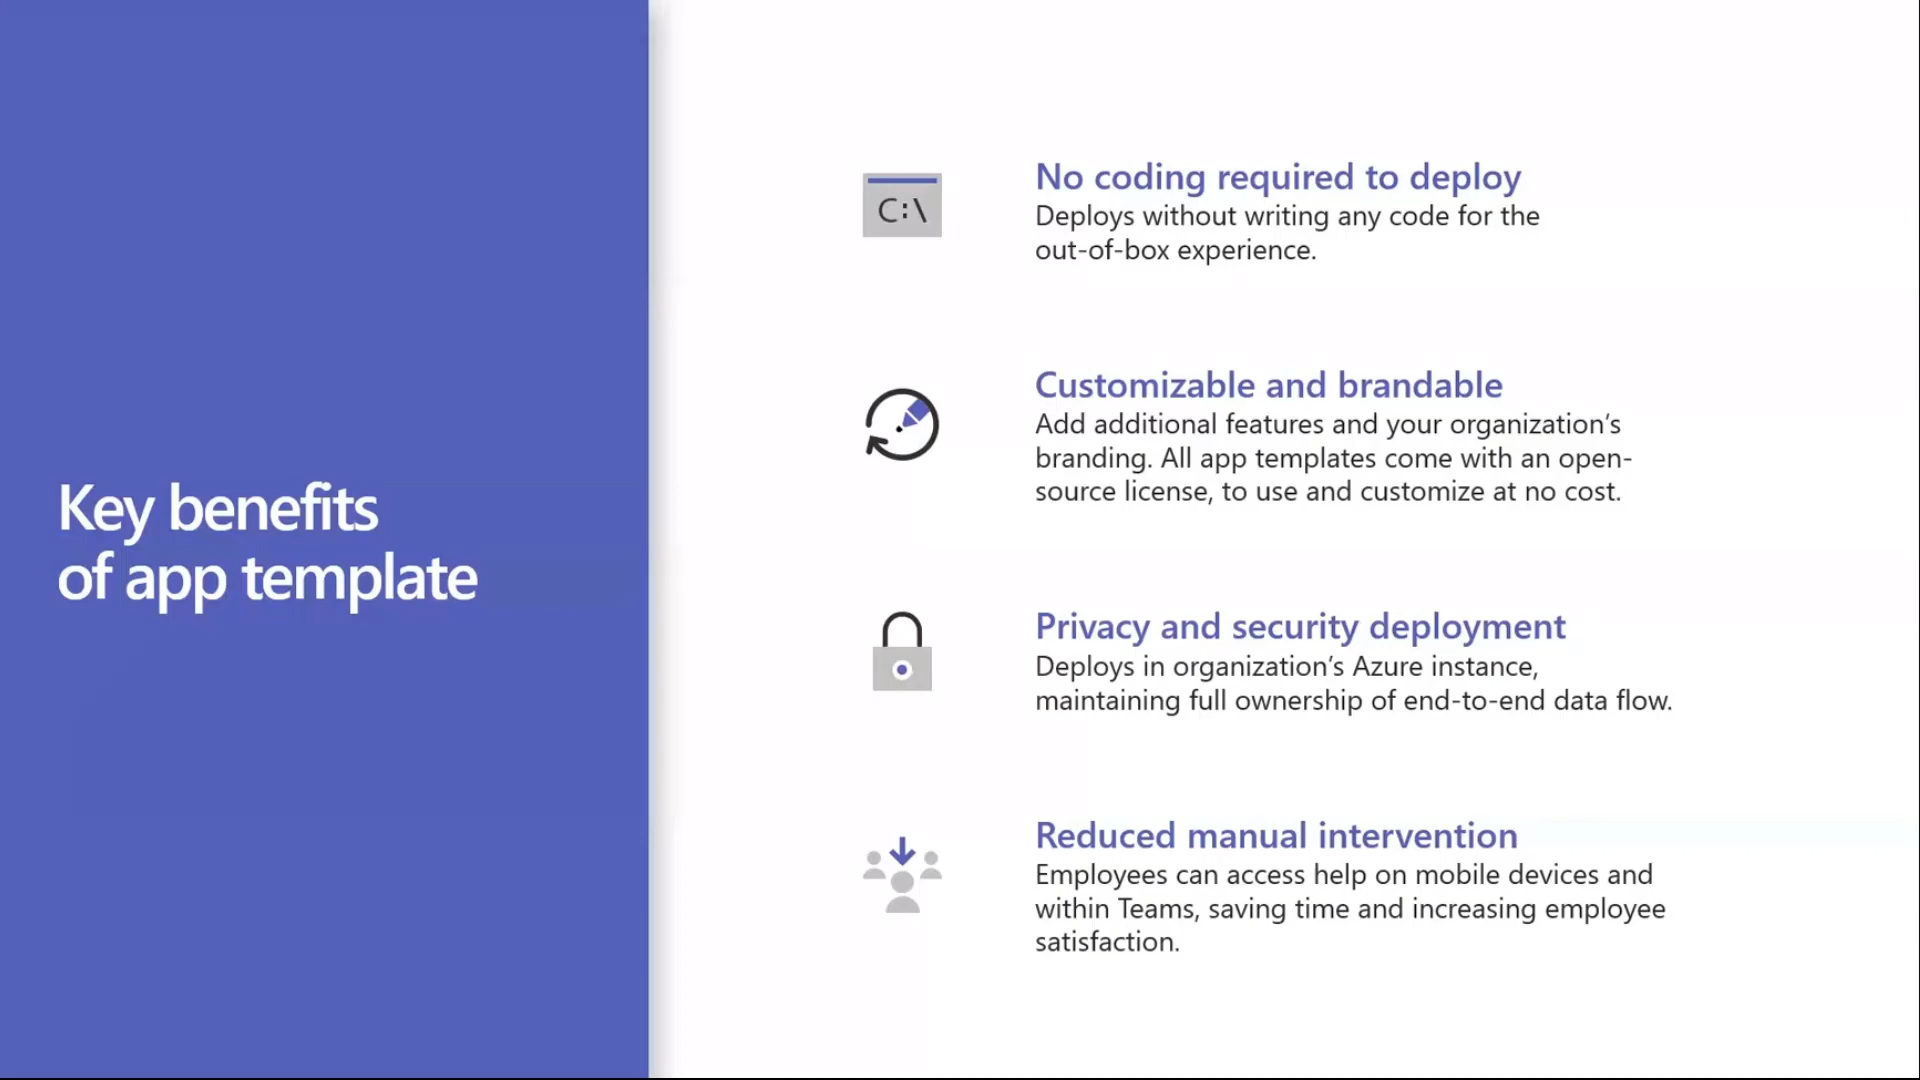 Key benefits
of app template
C:\
No coding required to deploy
Deploys without writing any code for the
out-of-box experience.
Customizable and brandable
Add additional features and your organization’s
branding. All app templates come with an open-
source license, to use and customize at no cost.
Privacy and security deployment
Deploys in organization’s Azure instance,
maintaining full ownership of end-to-end data flow.
Reduced manual intervention
Employees can access help on mobile devices and
within Teams, saving time and increasing employee
satisfaction.